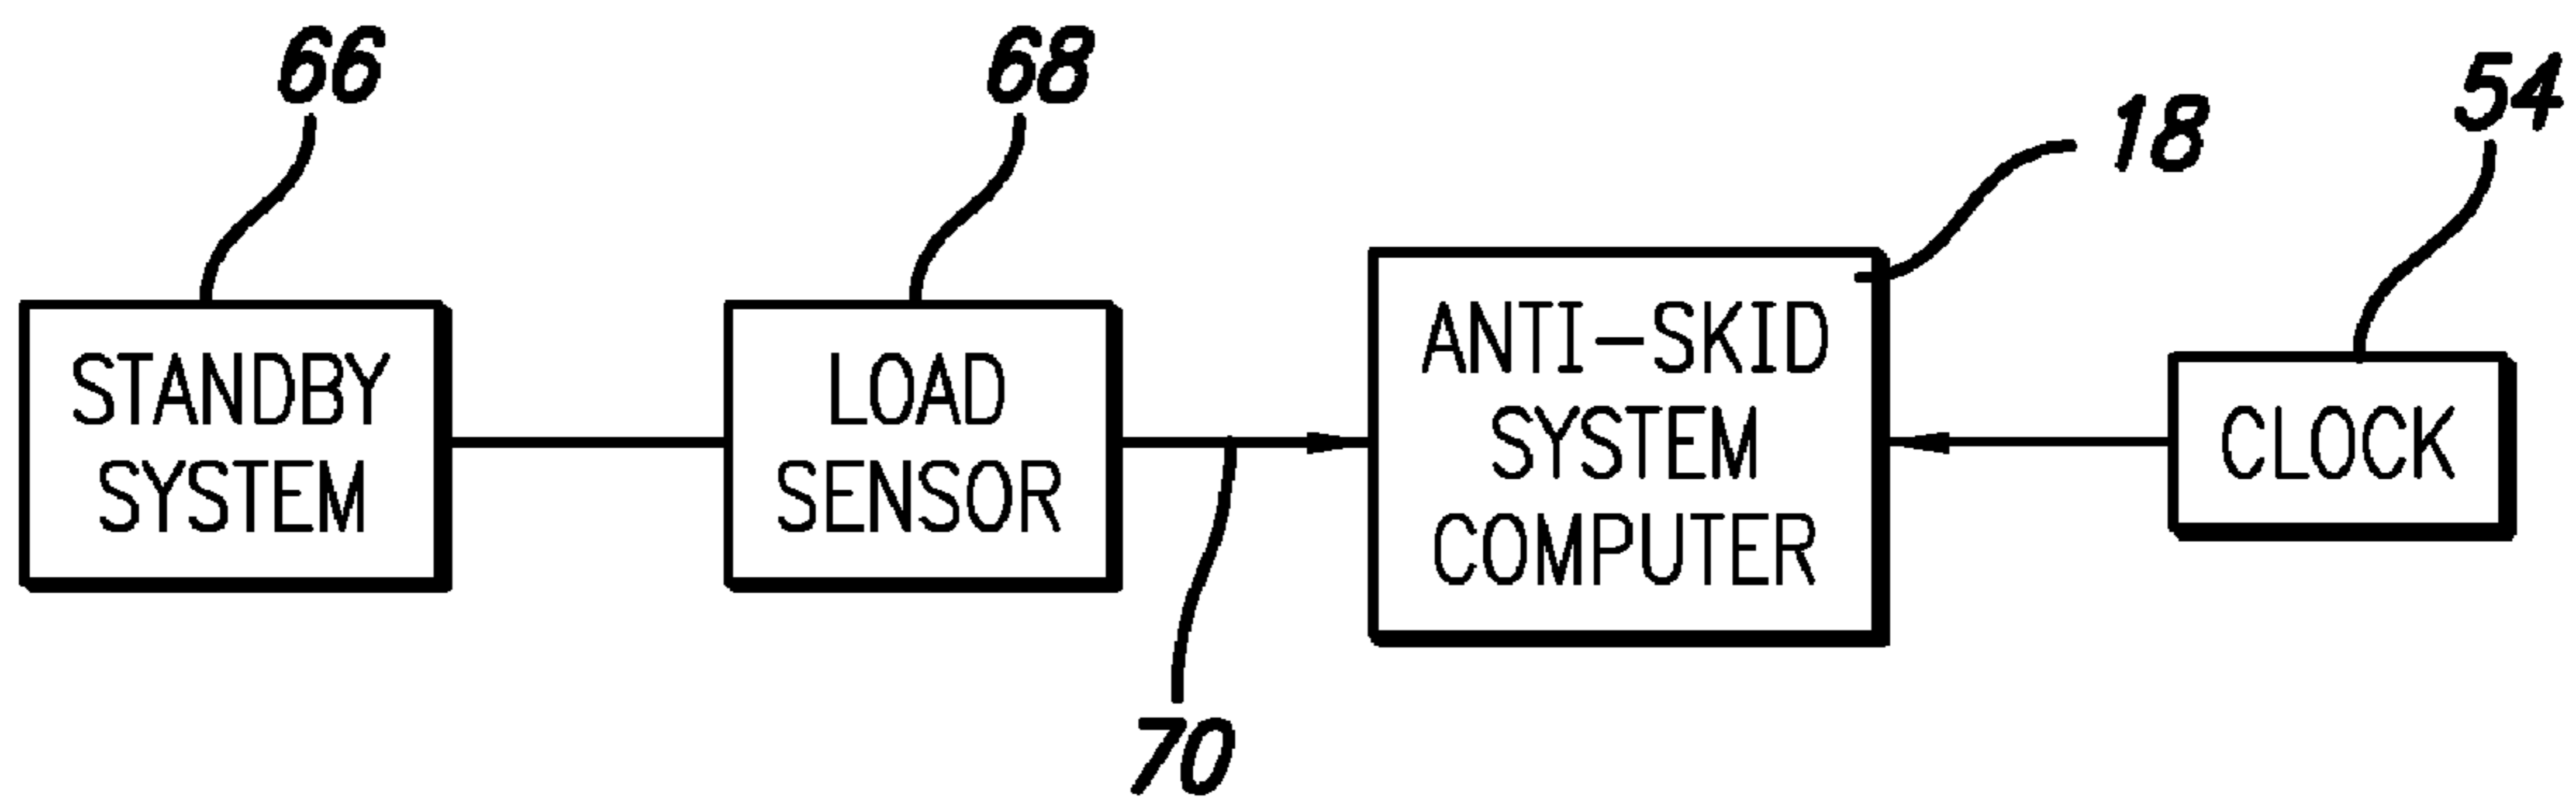 66
68
18
54
STANDBY
SYSTEM
LOAD
SENSOR
ANTI-SKID
SYSTEM
COMPUTER
CLOCK
70